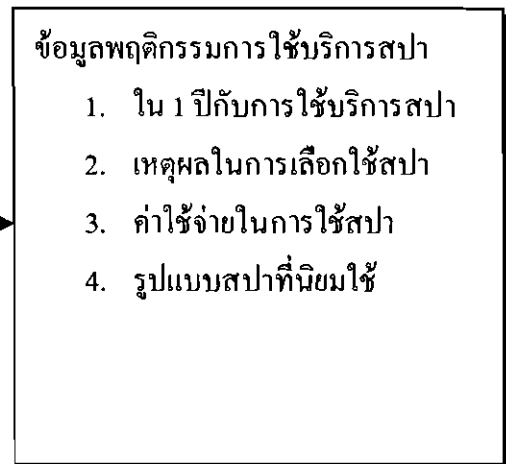 ข้อมูลพฤติกรรมการใช้บริการสปา
1. ใน 1 ปีกับการใช้บริการสปา
2. เหตุผลในการเลือกใช้สปา
3. ค่าใช้จ่ายในการใช้สปา
4. รูปแบบสปาที่นิยมใช้